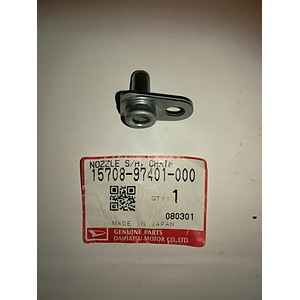 NOZZLE S/A, CHAIN
15708-97401-000
QTY: 1
080301
MADE IN JAPAN
GENUINE PARTS
DAIHATSU MOTOR CO., LTD.